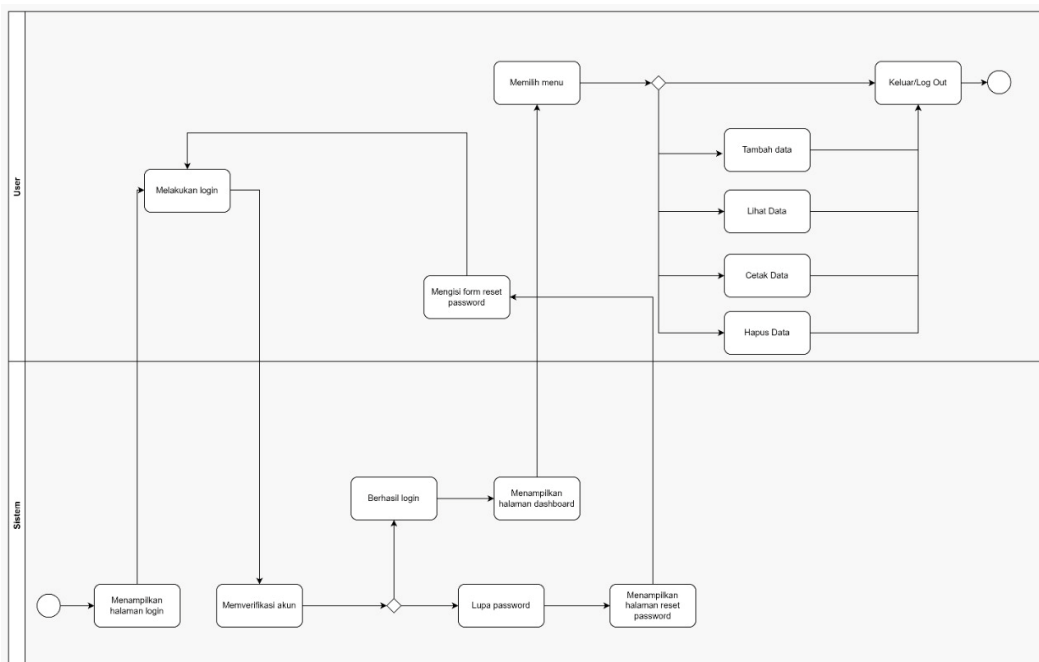 User
Memilih menu
Keluar/Log Out
Tambah data
Melakukan login
Lihat Data
Cetak Data
Mengisi form reset
password
Hapus Data
Sistem
Berhasil login
Menampilkan
halaman dashboard
Menampilkan
halaman login
Memverifikasi akun
Lupa password
Menampilkan
halaman reset
password